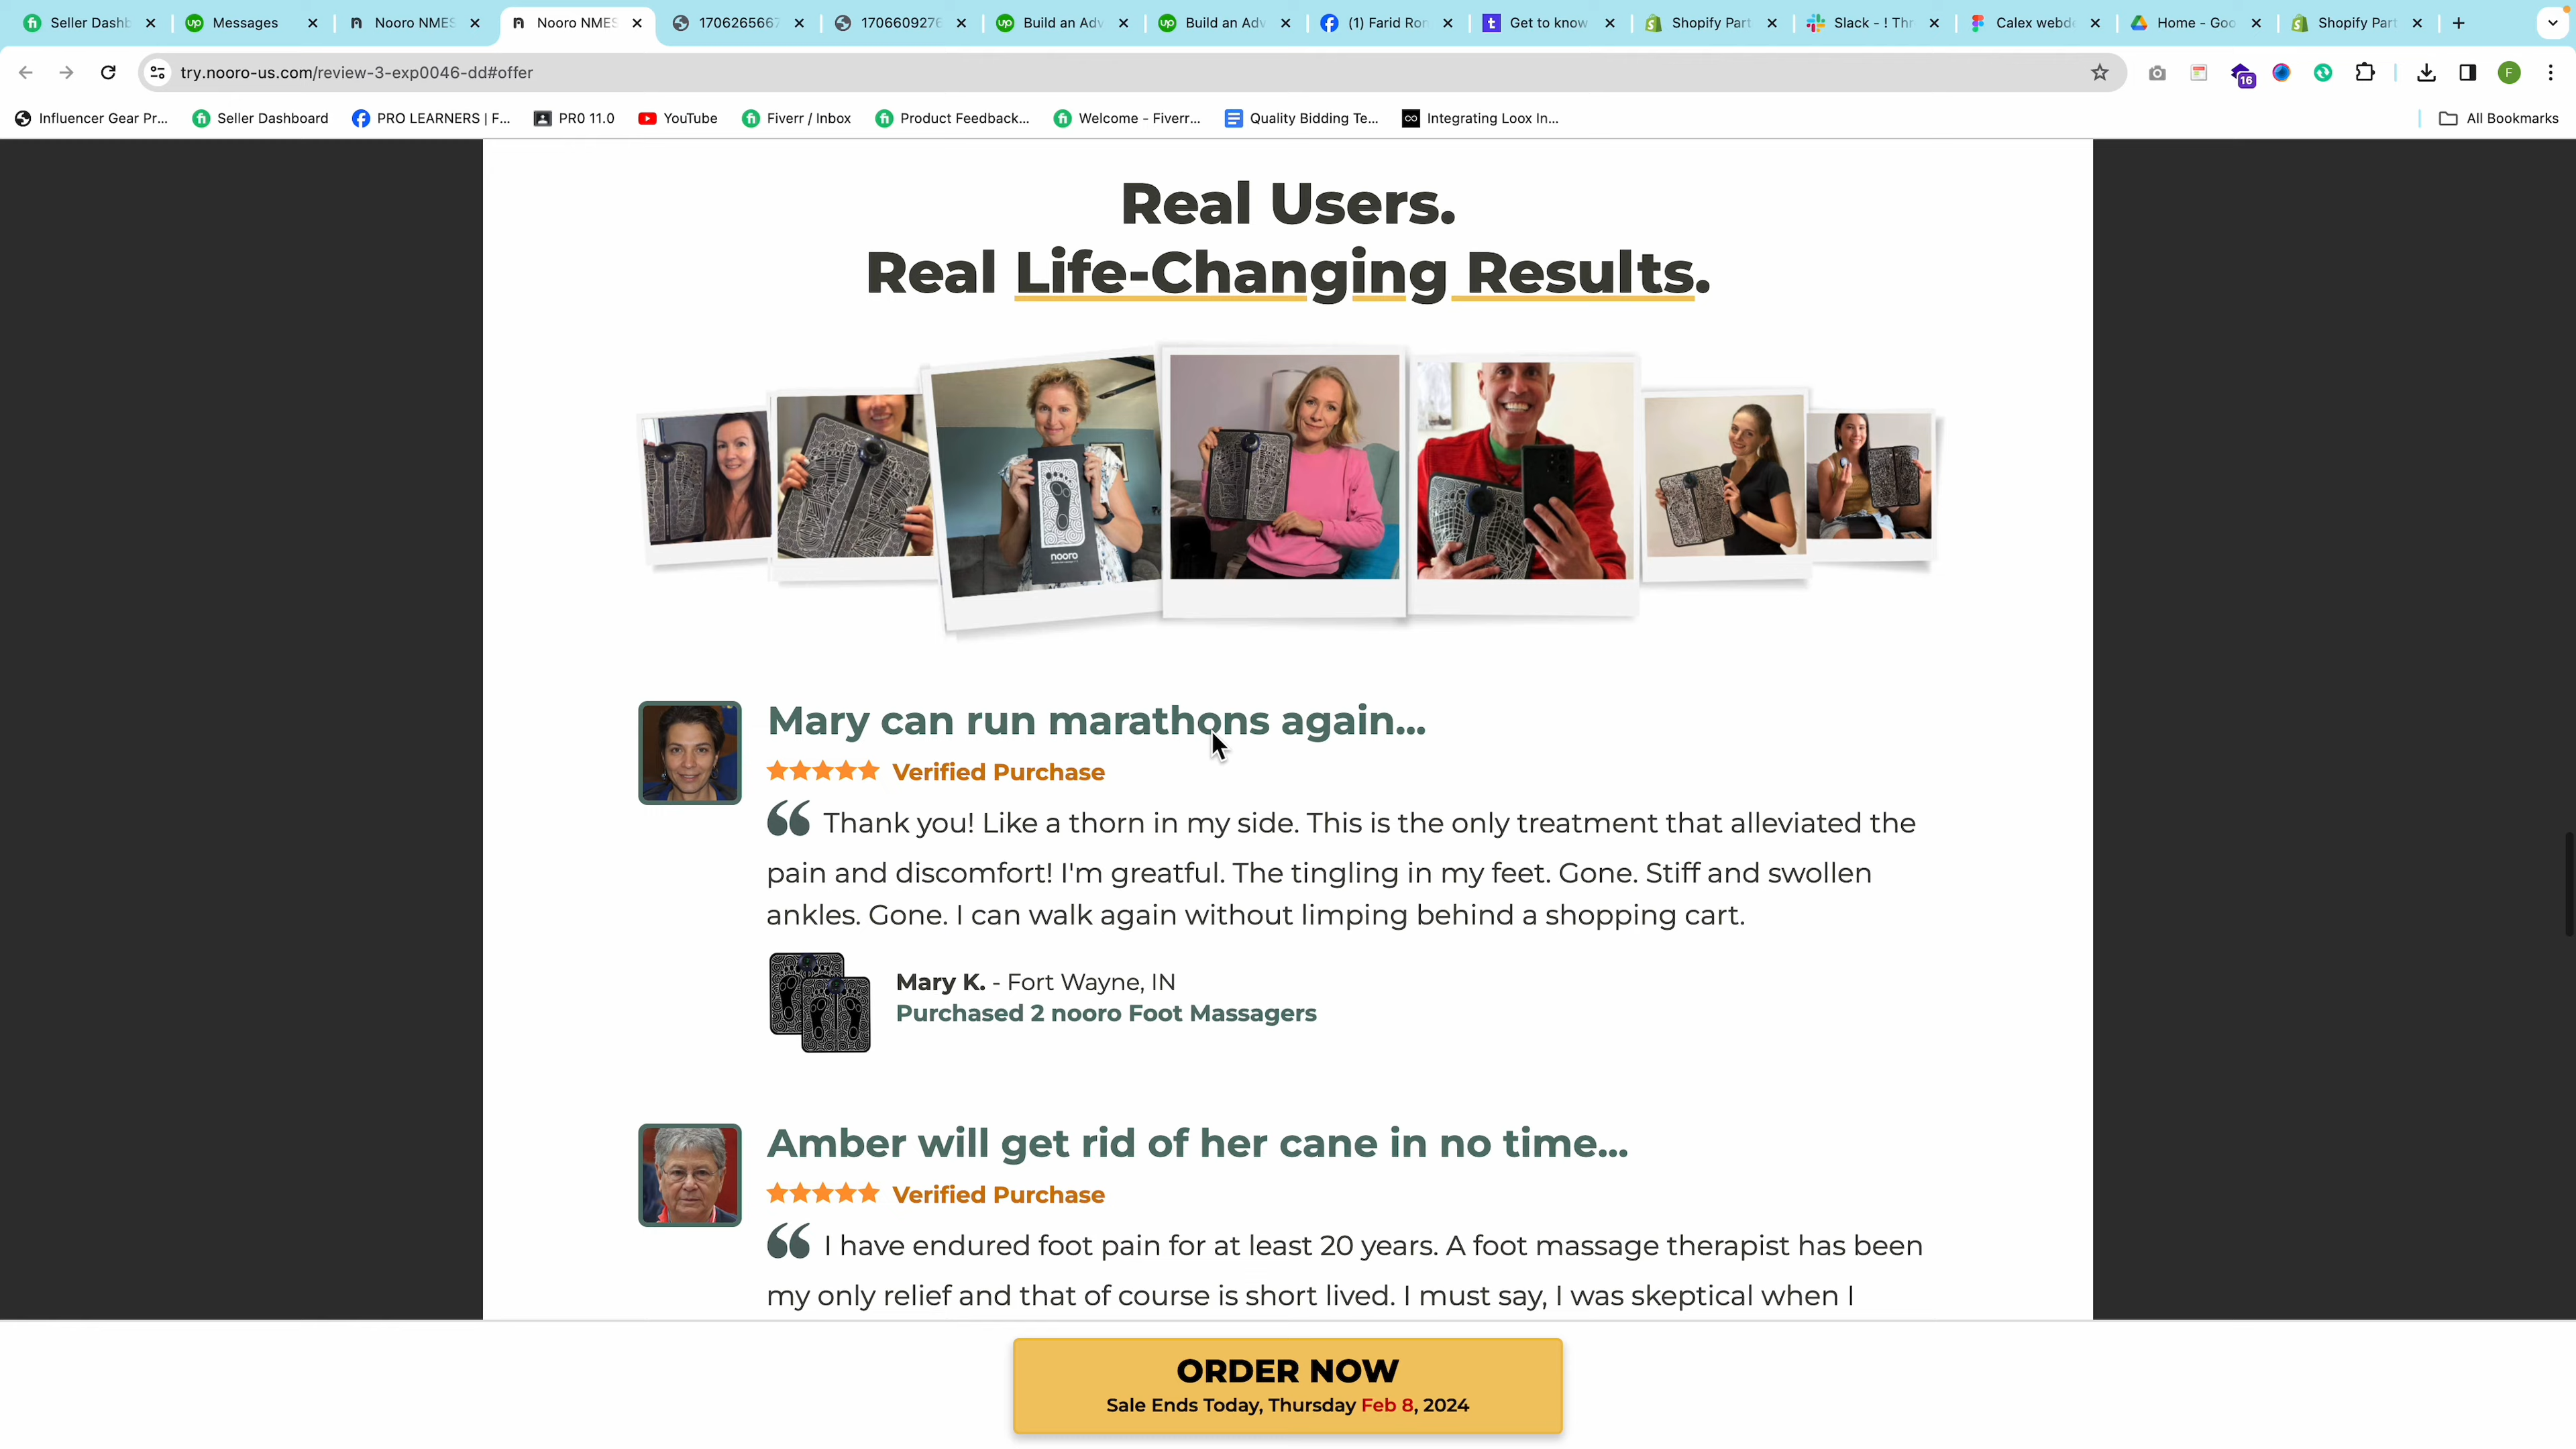 Seller Dashb
Messages
Nooro NMES
Nooro NMES
1706265667
1706609276
Build an Adv
Build an Adv
(1) Farid Ron
Get to know
Shopify Part
Slack - ! Thr
Calex webde
Home - Goo
Shopify Part
try.nooro-us.com/review-3-exp0046-dd#offer
16
F
Influencer Gear Pr...
Seller Dashboard
PRO LEARNERS | F...
PR0 11.0
YouTube
Fiverr / Inbox
Product Feedback...
Welcome - Fiverr...
Quality Bidding Te...
Integrating Loox In...
All Bookmarks
Real Users.
Real Life-Changing Results.
nooro
Mary can run marathons again...
Verified Purchase
“ Thank you! Like a thorn in my side. This is the only treatment that alleviated the
pain and discomfort! I'm greatful. The tingling in my feet. Gone. Stiff and swollen
ankles. Gone. I can walk again without limping behind a shopping cart.
Mary K. - Fort Wayne, IN
Purchased 2 nooro Foot Massagers
Amber will get rid of her cane in no time...
Verified Purchase
“ I have endured foot pain for at least 20 years. A foot massage therapist has been
my only relief and that of course is short lived. I must say, I was skeptical when I
ORDER NOW
Sale Ends Today, Thursday Feb 8, 2024